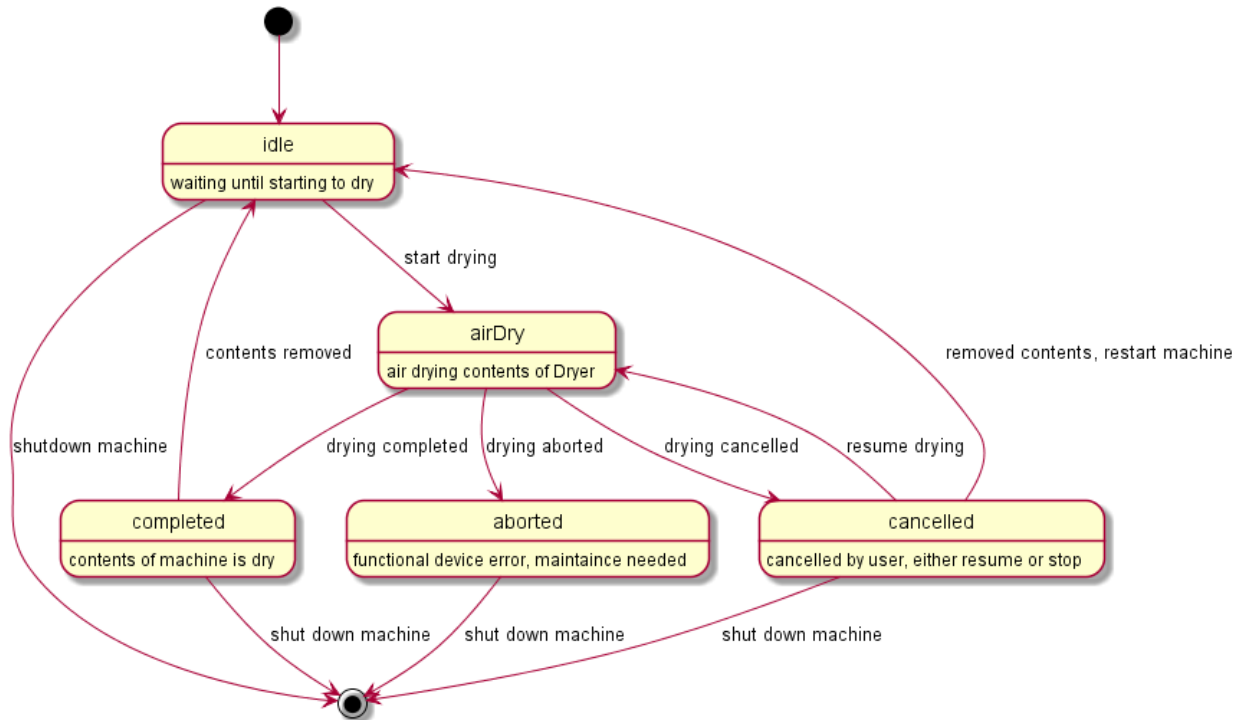 idle
waiting until starting to dry
start drying
airDry
air drying contents of Dryer
contents removed
removed contents, restart machine
shutdown machine
drying completed
drying aborted
drying cancelled
resume drying
completed
contents of machine is dry
aborted
functional device error, maintaince needed
cancelled
cancelled by user, either resume or stop
shut down machine
shut down machine
shut down machine